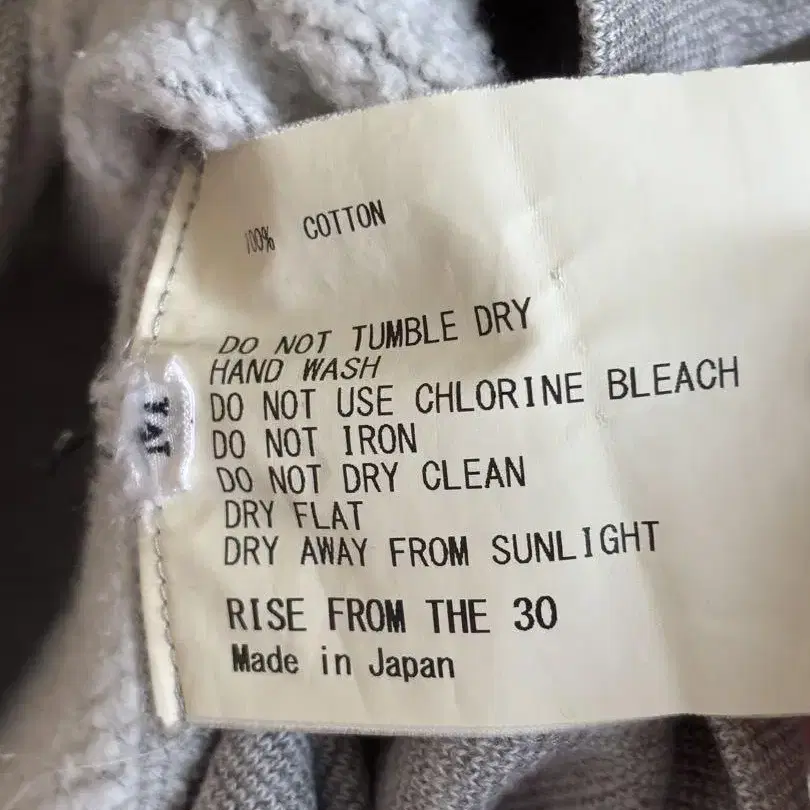 100% COTTON
DO NOT TUMBLE DRY
HAND WASH
DO NOT USE CHLORINE BLEACH
DO NOT IRON
DO NOT DRY CLEAN
DRY FLAT
DRY AWAY FROM SUNLIGHT
RISE FROM THE 30
Made in Japan